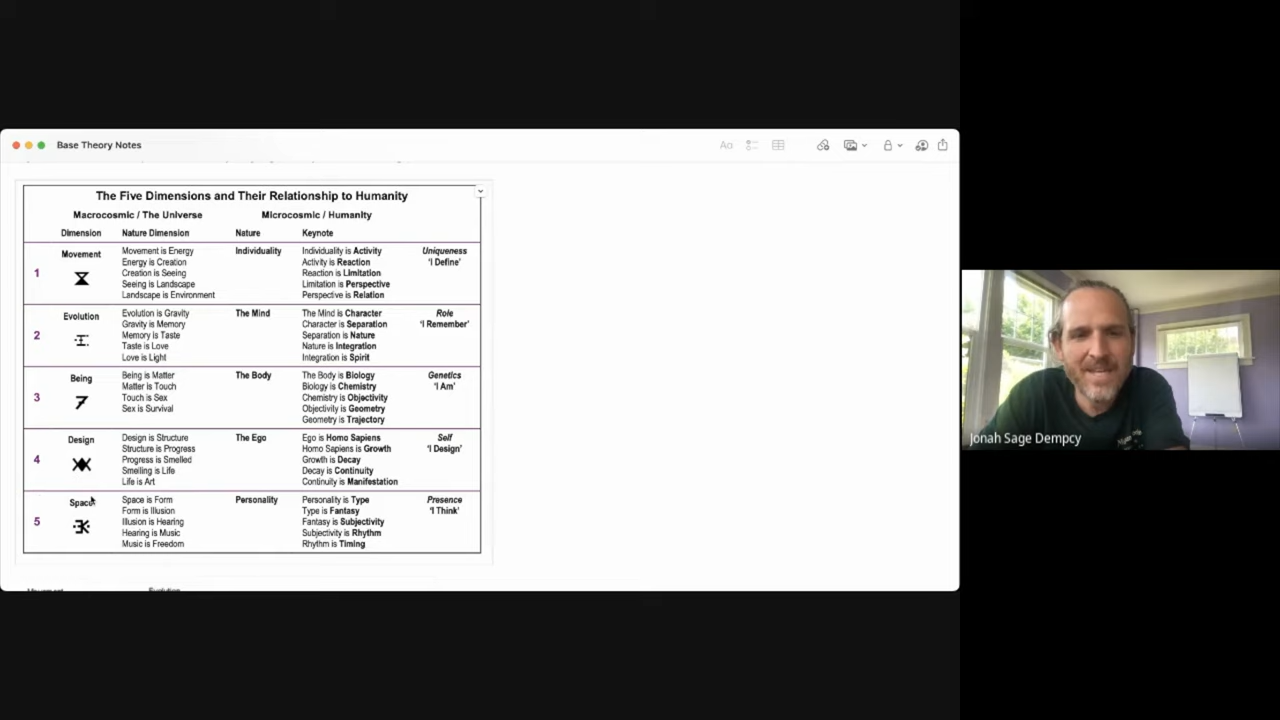 Base Theory Notes
Aa
The Five Dimensions and Their Relationship to Humanity
Macrocosmic / The Universe Microcosmic / Humanity
Dimension Nature Dimension Nature Keynote
1
Movement
Movement is Energy
Energy is Creation
Creation is Seeing
Seeing is Landscape
Landscape is Environment
Individuality
Individuality is Activity
Activity is Reaction
Reaction is Limitation
Limitation is Perspective
Perspective is Relation
Uniqueness
'I Define'
2
Evolution
Evolution is Gravity
Gravity is Memory
Memory is Taste
Taste is Love
Love is Light
The Mind
The Mind is Character
Character is Separation
Separation is Nature
Nature is Integration
Integration is Spirit
Role
'I Remember'
3
Being
Being is Matter
Matter is Touch
Touch is Sex
Sex is Survival
The Body
The Body is Biology
Biology is Chemistry
Chemistry is Objectivity
Objectivity is Geometry
Geometry is Trajectory
Genetics
'I Am'
4
Design
Design is Structure
Structure is Progress
Progress is Smelled
Smelling is Life
Life is Art
The Ego
Ego is Homo Sapiens
Homo Sapiens is Growth
Growth is Decay
Decay is Continuity
Continuity is Manifestation
Self
'I Design'
5
Space
Space is Form
Form is Illusion
Illusion is Hearing
Hearing is Music
Music is Freedom
Personality
Personality is Type
Type is Fantasy
Fantasy is Subjectivity
Subjectivity is Rhythm
Rhythm is Timing
Presence
'I Think'
Jonah Sage Dempcy